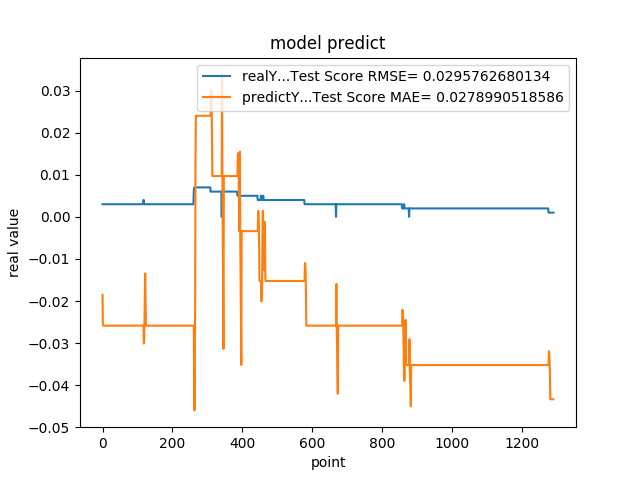 model predict
realY...Test Score RMSE= 0.0295762680134
predictY...Test Score MAE= 0.0278990518586
0.03
0.02
0.01
0.00
−0.01
−0.02
−0.03
−0.04
−0.05
real value
0 200 400 600 800 1000 1200
point